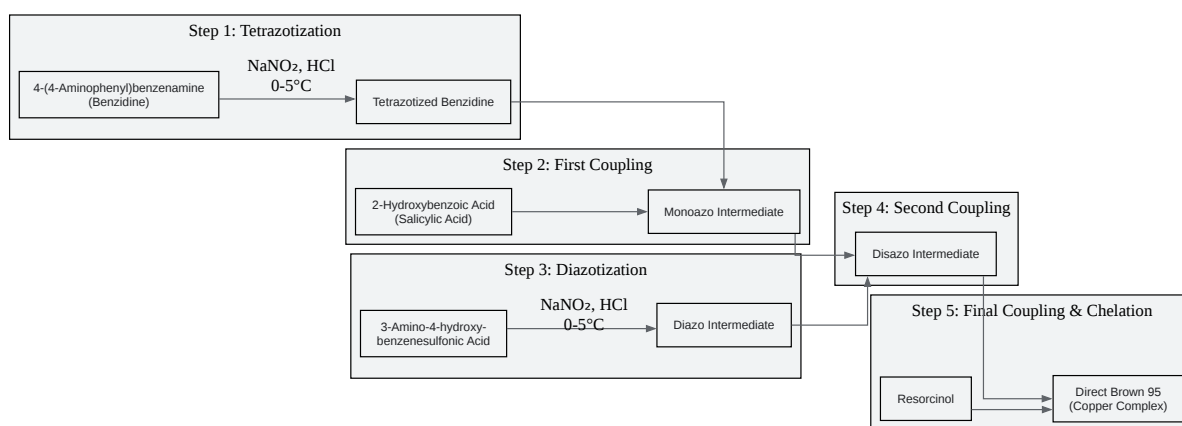 Step 1: Tetrazotization
4-(4-Aminophenyl)benzenamine
(Benzidine)
NaNO₂, HCl
0-5°C
Tetrazotized Benzidine
Step 2: First Coupling
2-Hydroxybenzoic Acid
(Salicylic Acid)
Monoazo Intermediate
Step 3: Diazotization
3-Amino-4-hydroxy-
benzenesulfonic Acid
NaNO₂, HCl
0-5°C
Diazo Intermediate
Step 4: Second Coupling
Disazo Intermediate
Step 5: Final Coupling & Chelation
Resorcinol
Direct Brown 95
(Copper Complex)